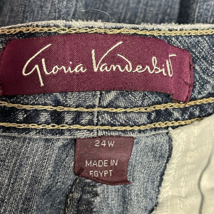 Gloria Vanderbilt
24W
MADE IN
EGYPT